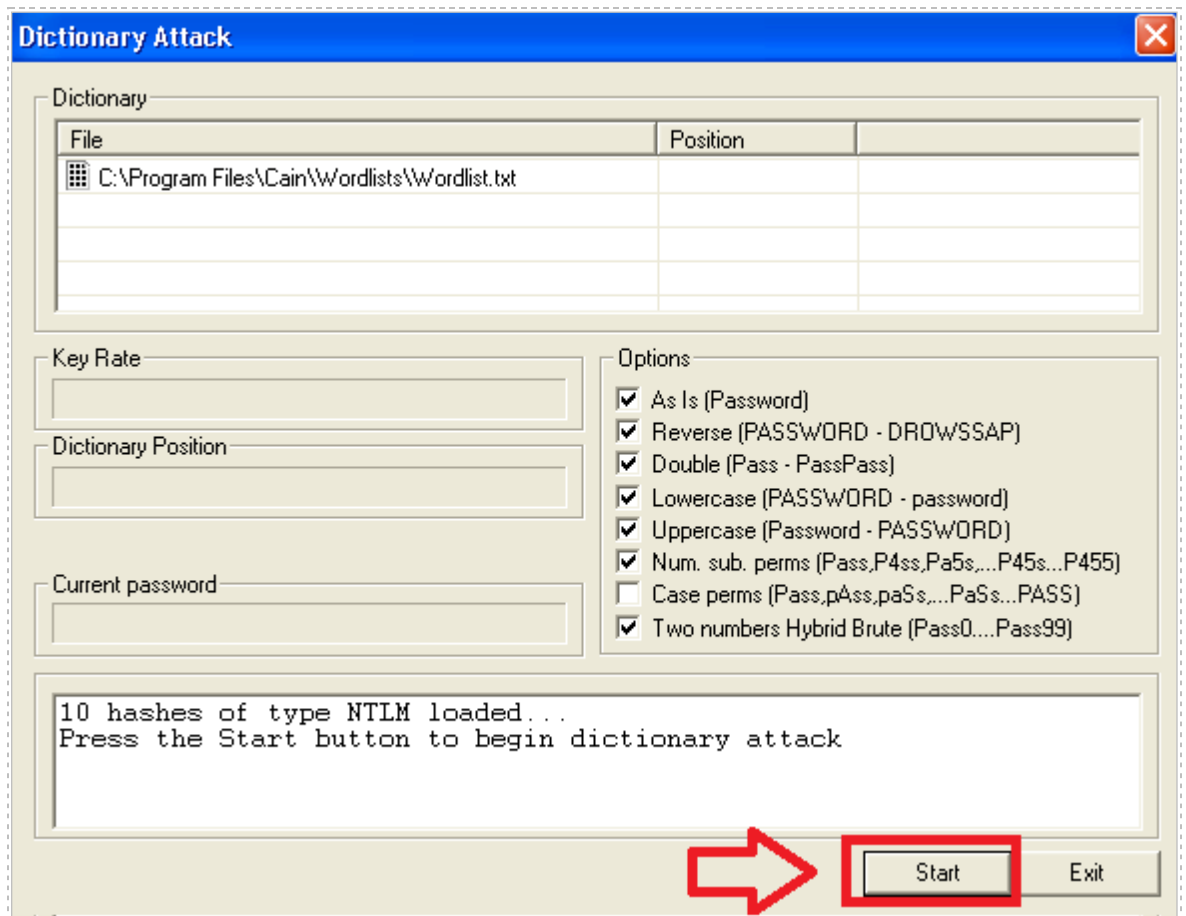 Dictionary Attack
Dictionary
File Position
C:\Program Files\Cain\Wordlists\Wordlist.txt
Key Rate
Dictionary Position
Current password
Options
As Is (Password)
Reverse (PASSWORD - DROWSSAP)
Double (Pass - PassPass)
Lowercase (PASSWORD - password)
Uppercase (Password - PASSWORD)
Num. sub. perms (Pass,P4ss,Pa5s,...P45s...P455)
Case perms (Pass,pAss,paSs,...PaSs...PASS)
Two numbers Hybrid Brute (Pass0....Pass99)
10 hashes of type NTLM loaded...
Press the Start button to begin dictionary attack
Start Exit